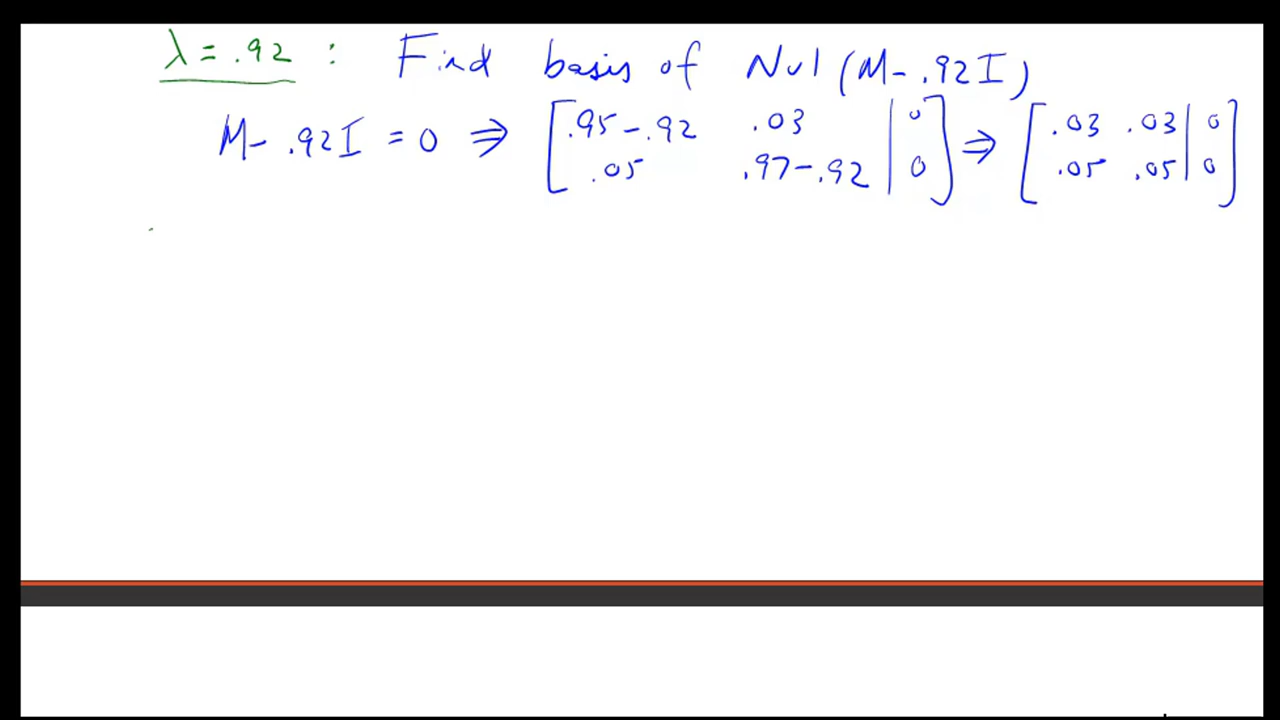 λ = .92 : Find basis of Nul (M - .92I)
M - .92I = 0 ⇒ [ .95-.92 .03 | 0 ] ⇒ [ .03 .03 | 0 ]
[ .05 .97-.92 | 0 ] [ .05 .05 | 0 ]